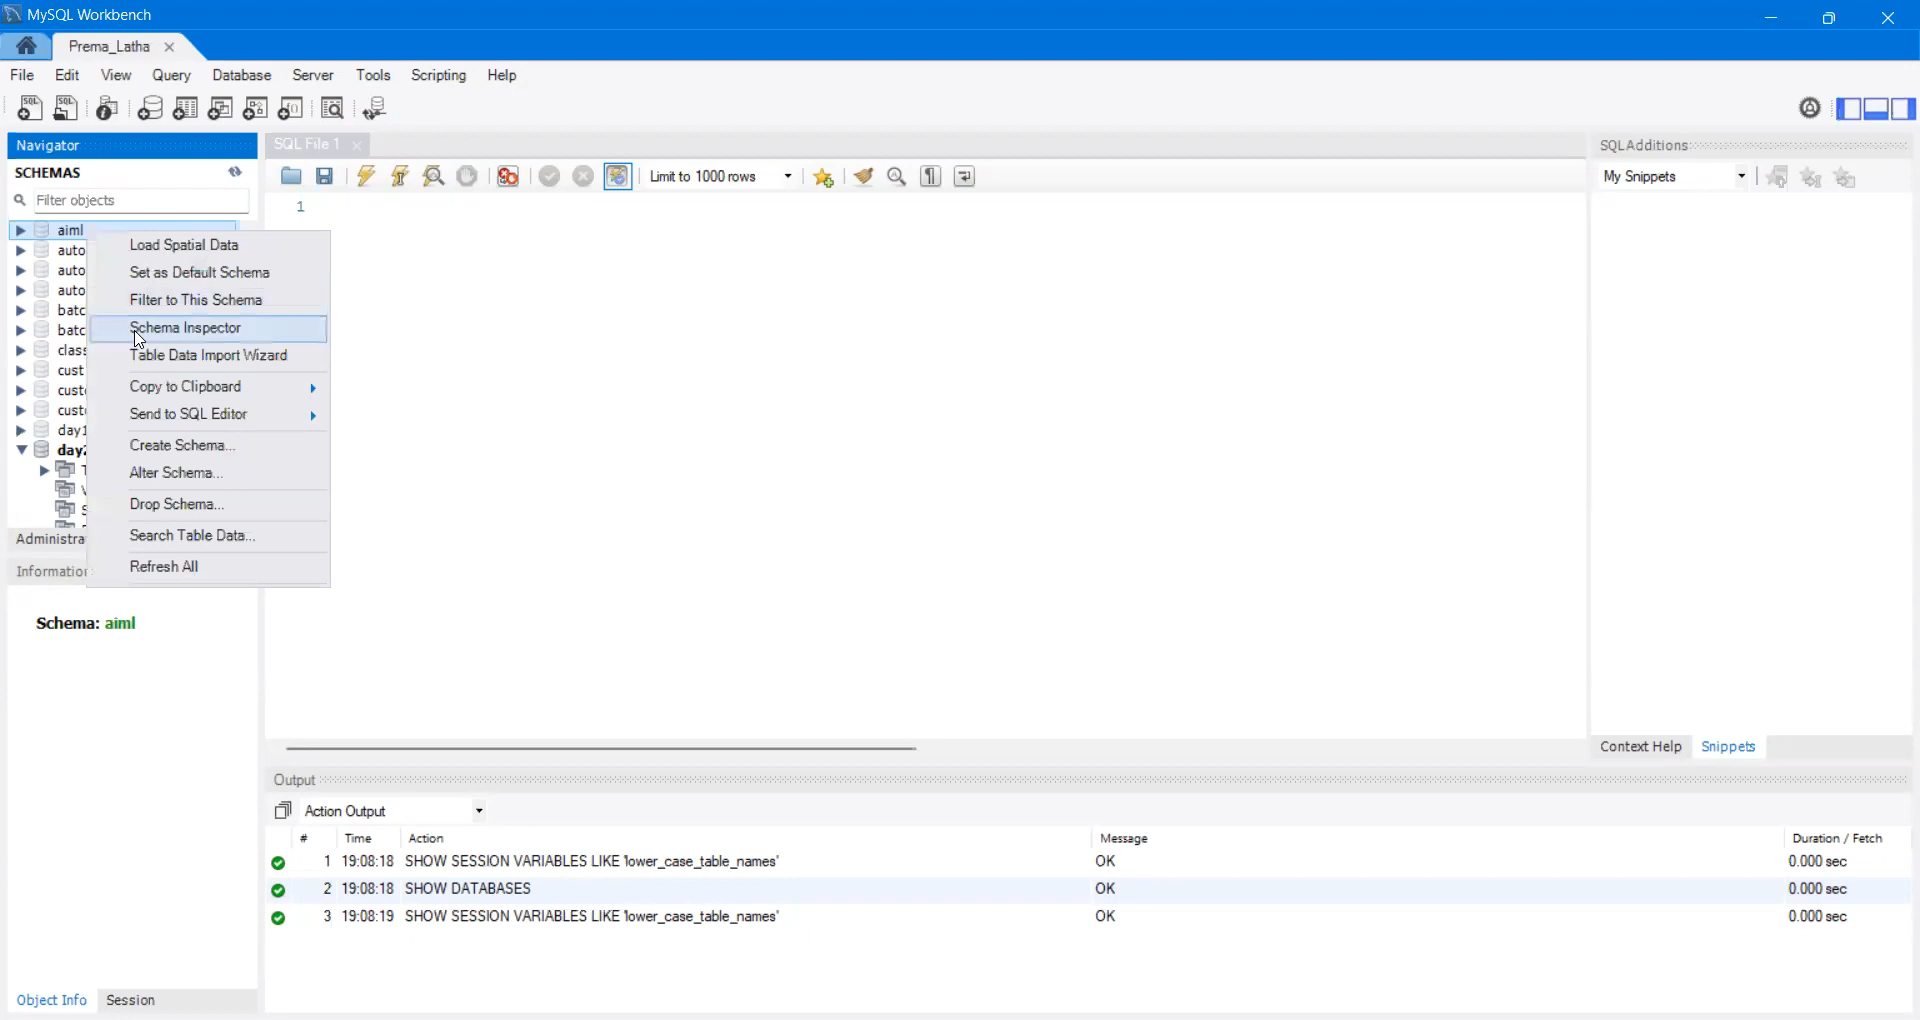 MySQL Workbench
Prema_Latha
File Edit View Query Database Server Tools Scripting Help
Navigator
SCHEMAS
Filter objects
aiml
auto
auto
auto
batc
batc
clas
cust
cust
cust
day1
day2
Load Spatial Data
Set as Default Schema
Filter to This Schema
Schema Inspector
Table Data Import Wizard
Copy to Clipboard
Send to SQL Editor
Create Schema...
Alter Schema...
Drop Schema...
Search Table Data...
Refresh All
Administra
Information
Schema: aiml
Object Info Session
SQL File 1
Limit to 1000 rows
1
SQLAdditions
My Snippets
Context Help Snippets
Output
Action Output
# Time Action Message Duration / Fetch
1 19:08:18 SHOW SESSION VARIABLES LIKE 'lower_case_table_names' OK 0.000 sec
2 19:08:18 SHOW DATABASES OK 0.000 sec
3 19:08:19 SHOW SESSION VARIABLES LIKE 'lower_case_table_names' OK 0.000 sec